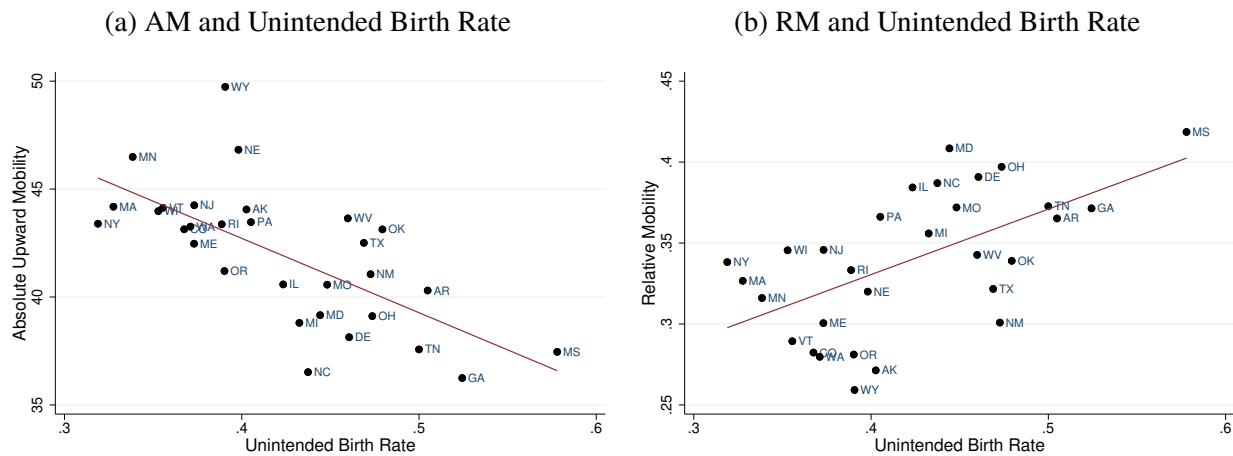 (a) AM and Unintended Birth Rate
50
45
40
35
Absolute Upward Mobility
WY
NE
MN
MA
VT
WI
NJ
AK
NY
WA
CO
RI
PA
WV
OK
ME
TX
OR
NM
IL
MO
AR
MI
MD
OH
DE
TN
MS
NC
GA
.3
.4
.5
.6
Unintended Birth Rate
(b) RM and Unintended Birth Rate
.45
.4
.35
.3
.25
Relative Mobility
MS
MD
OH
DE
IL
NC
MO
TN
GA
PA
AR
MI
WI
NJ
WV
NY
OK
RI
MA
NE
TX
MN
ME
NM
VT
CO
WA
OR
AK
WY
.3
.4
.5
.6
Unintended Birth Rate